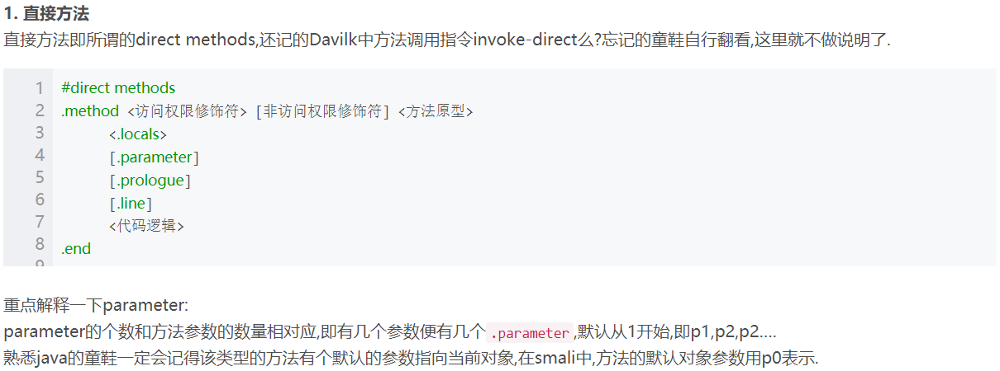 1. 直接方法
直接方法即所谓的direct methods,还记的Davilk中方法调用指令invoke-direct么?忘记的童鞋自行翻看,这里就不做说明了.
1 #direct methods
2 .method <访问权限修饰符> [非访问权限修饰符] <方法原型>
3 <.locals>
4 [.parameter]
5 [.prologue]
6 [.line]
7 <代码逻辑>
8 .end
9
重点解释一下parameter:
parameter的个数和方法参数的数量相对应,即有几个参数便有几个.parameter,默认从1开始,即p1,p2,p2....
熟悉java的童鞋一定会记得该类型的方法有个默认的参数指向当前对象,在smali中,方法的默认对象参数用p0表示.